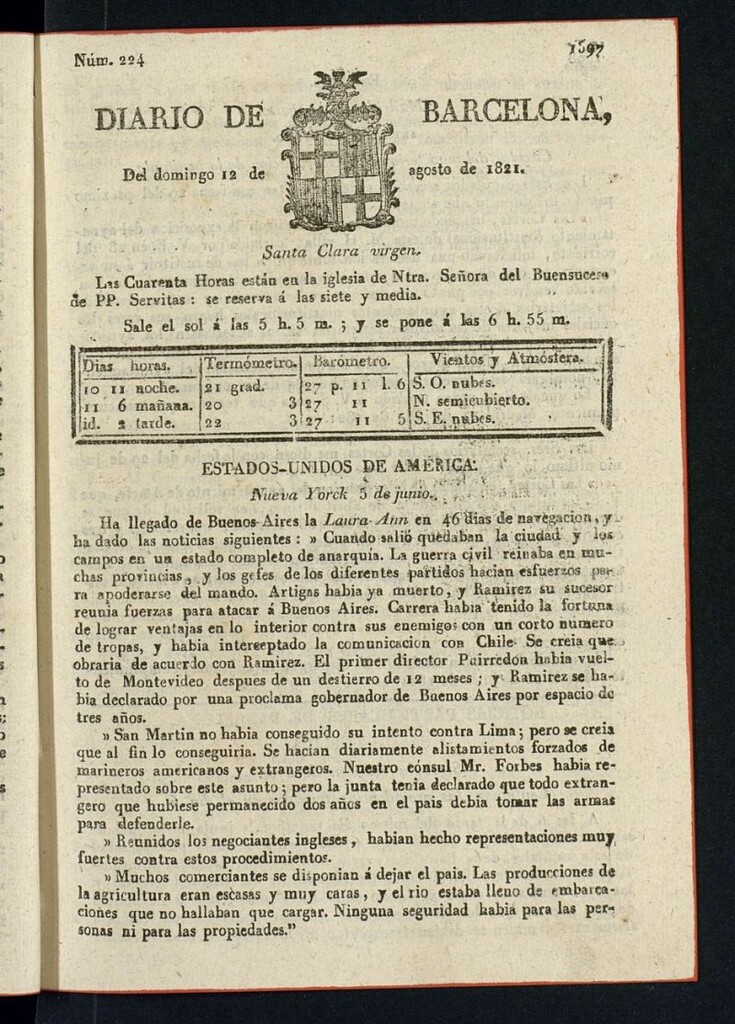 Núm. 224 1597
DIARIO DE BARCELONA,
Del domingo 12 de agosto de 1821.
Santa Clara virgen.
Las Cuarenta Horas están en la iglesia de Ntra. Señora del Buensuceso
de PP. Servitas: se reserva á las siete y media.
Sale el sol á las 5 h. 5 m.; y se pone á las 6 h. 55 m.
Dias horas. Termómetro. Barómetro. Vientos y Atmósfera.
10 11 noche. 21 grad. 27 p. 11 l. 6 S. O. nubes.
11 6 mañana. 20 3 27 11 N. semicubierto.
id. 2 tarde. 22 3 27 11 5 S. E. nubes.
ESTADOS-UNIDOS DE AMÉRICA.
Nueva Yorck 5 de junio.
Ha llegado de Buenos-Aires la Laura-Ann en 46 dias de navegacion, y
ha dado las noticias siguientes: » Cuando salió quedaban la ciudad y los
campos en un estado completo de anarquía. La guerra civil reinaba en mu-
chas provincias, y los gefes de los diferentes partidos hacian esfuerzos pa-
ra apoderarse del mando. Artigas habia ya muerto, y Ramirez su sucesor
reunia fuerzas para atacar á Buenos Aires. Carrera habia tenido la fortuna
de lograr ventajas en lo interior contra sus enemigos con un corto número
de tropas, y habia interceptado la comunicacion con Chile. Se creia que
obraria de acuerdo con Ramirez. El primer director Puirredon habia vuel-
to de Montevideo despues de un destierro de 12 meses; y Ramirez se ha-
bia declarado por una proclama gobernador de Buenos Aires por espacio de
tres años.
» San Martin no habia conseguido su intento contra Lima; pero se creia
que al fin lo conseguiria. Se hacian diariamente alistamientos forzados de
marineros americanos y extrangeros. Nuestro cónsul Mr. Forbes habia re-
presentado sobre este asunto; pero la junta tenia declarado que todo extran-
gero que hubiese permanecido dos años en el pais debia tomar las armas
para defenderle.
» Reunidos los negociantes ingleses, habian hecho representaciones muy
fuertes contra estos procedimientos.
» Muchos comerciantes se disponian á dejar el pais. Las producciones de
la agricultura eran escasas y muy caras, y el rio estaba lleno de embarca-
ciones que no hallaban que cargar. Ninguna seguridad habia para las per-
sonas ni para las propiedades."